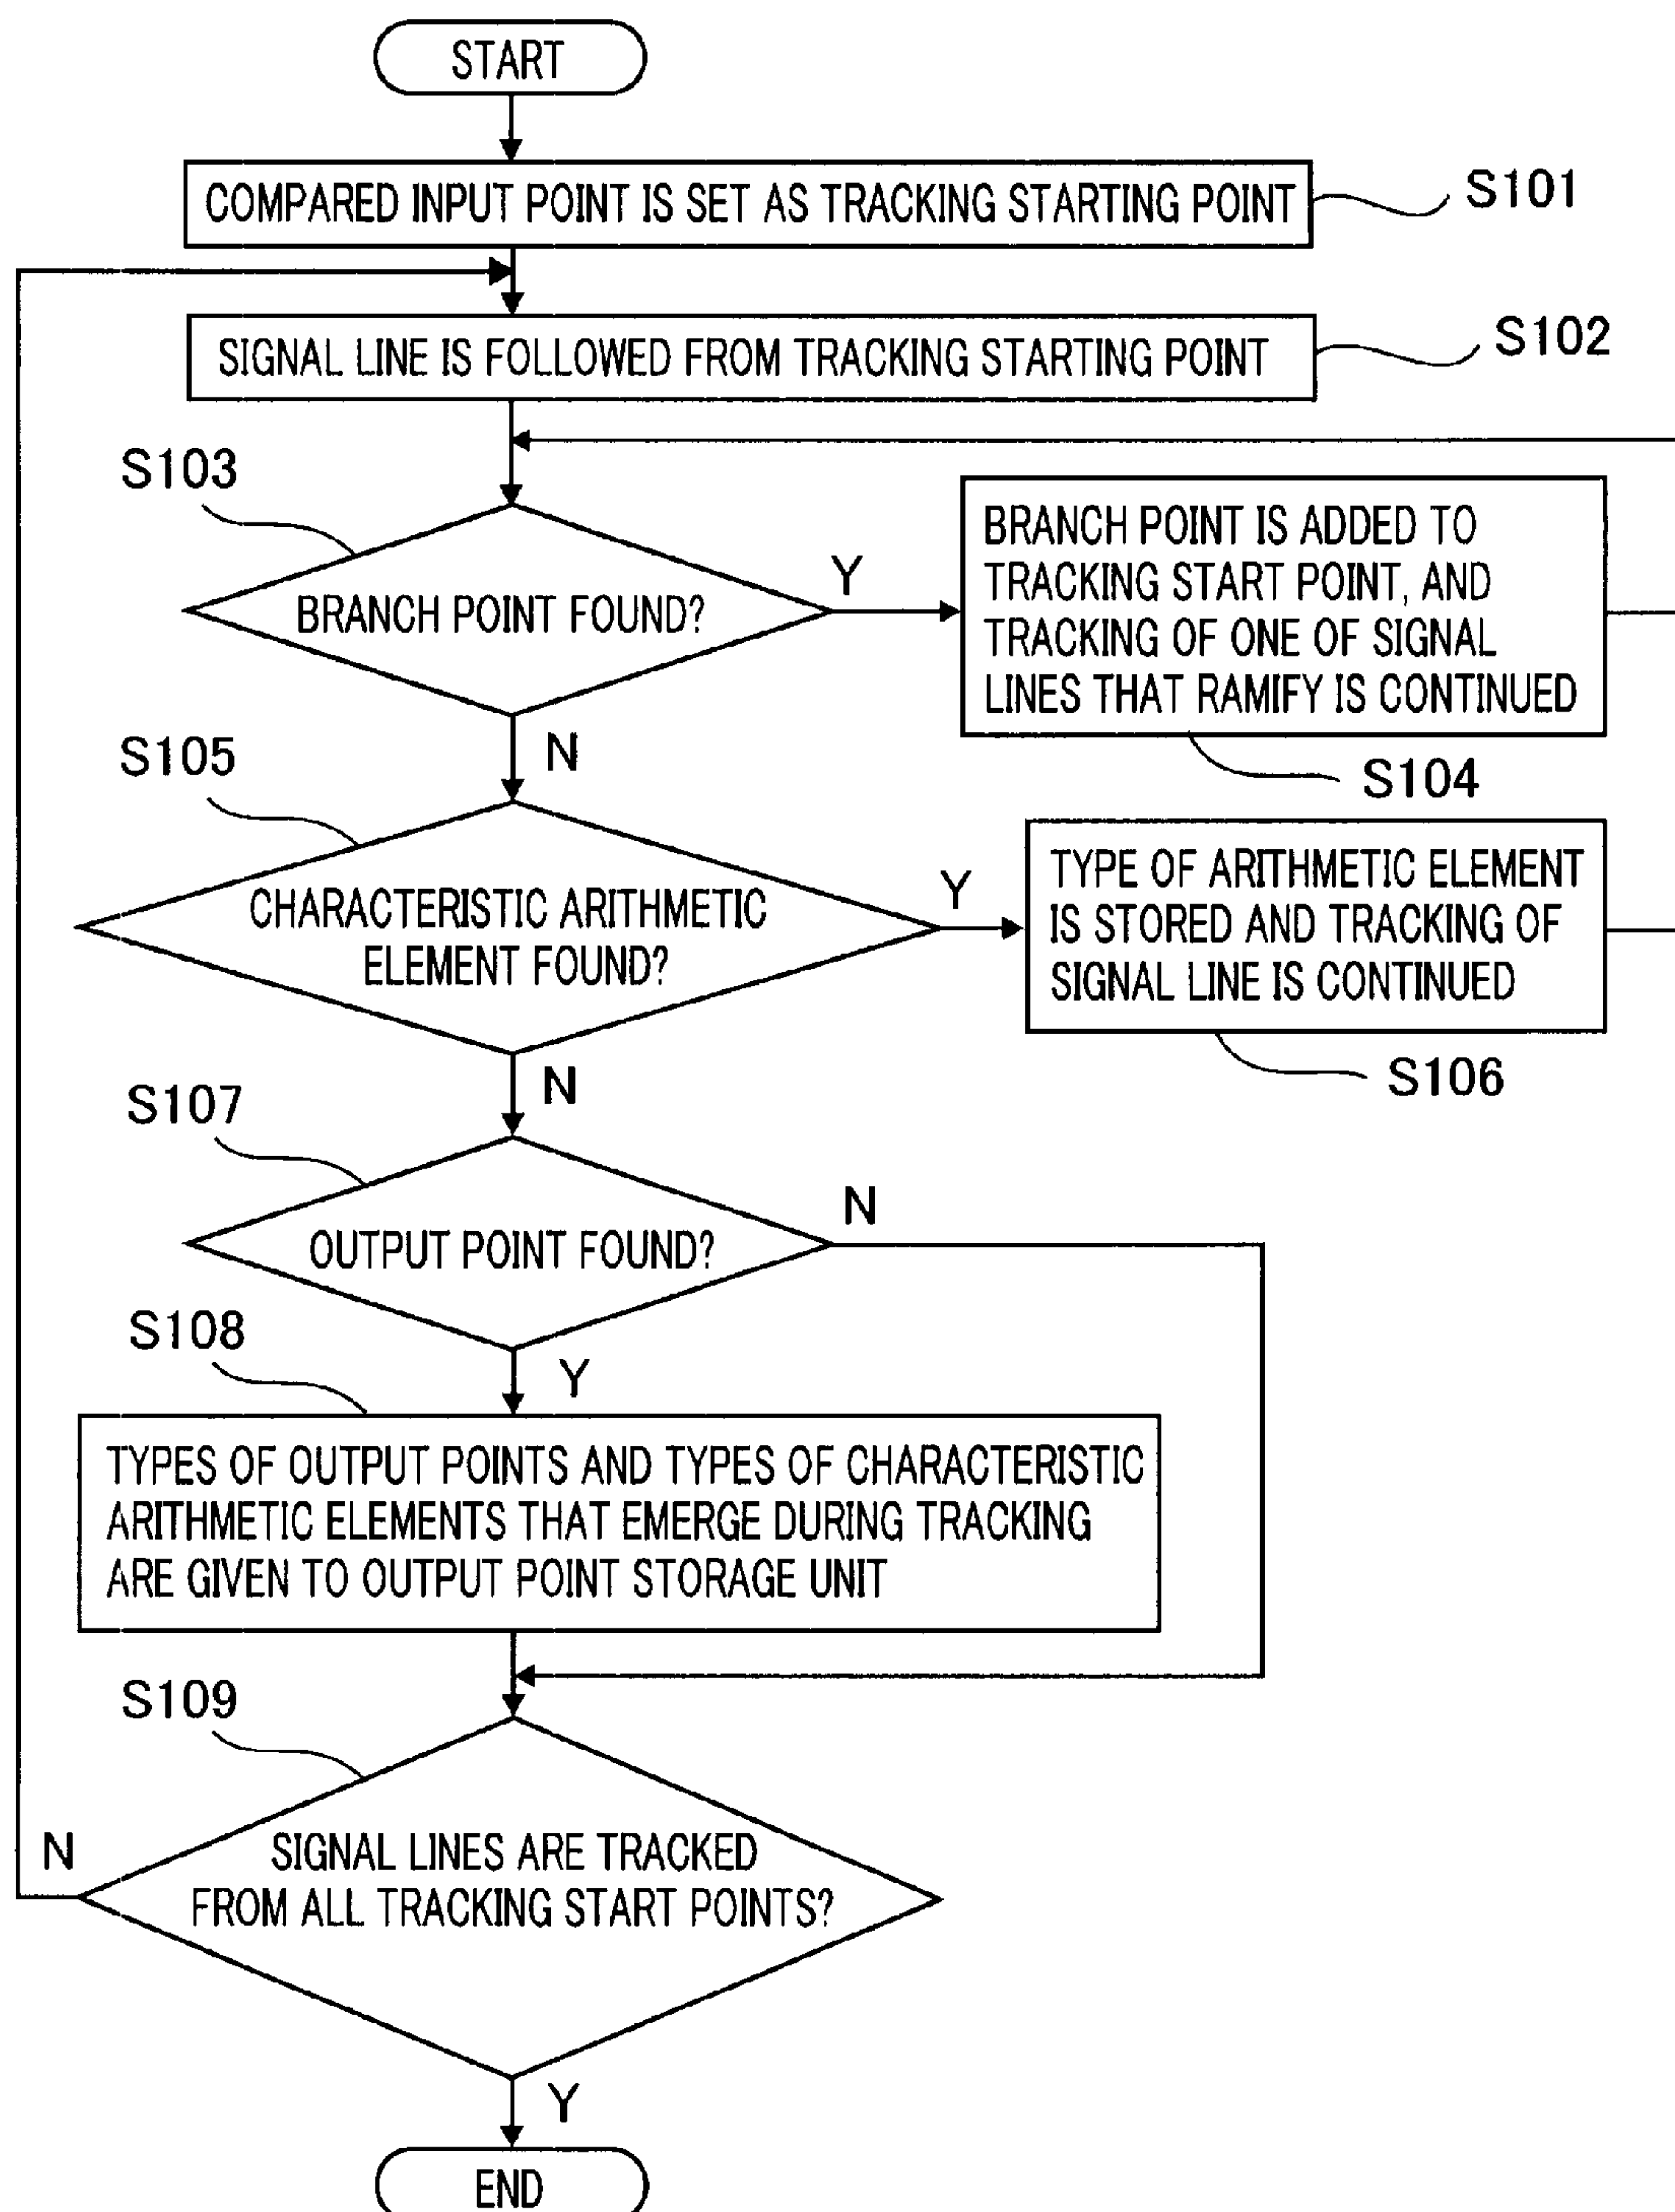 START
COMPARED INPUT POINT IS SET AS TRACKING STARTING POINT
S101
SIGNAL LINE IS FOLLOWED FROM TRACKING STARTING POINT
S102
S103
BRANCH POINT FOUND?
Y
N
BRANCH POINT IS ADDED TO
TRACKING START POINT, AND
TRACKING OF ONE OF SIGNAL
LINES THAT RAMIFY IS CONTINUED
S104
S105
CHARACTERISTIC ARITHMETIC
ELEMENT FOUND?
Y
N
TYPE OF ARITHMETIC ELEMENT
IS STORED AND TRACKING OF
SIGNAL LINE IS CONTINUED
S106
S107
OUTPUT POINT FOUND?
N
Y
S108
TYPES OF OUTPUT POINTS AND TYPES OF CHARACTERISTIC
ARITHMETIC ELEMENTS THAT EMERGE DURING TRACKING
ARE GIVEN TO OUTPUT POINT STORAGE UNIT
S109
SIGNAL LINES ARE TRACKED
FROM ALL TRACKING START POINTS?
N
Y
END